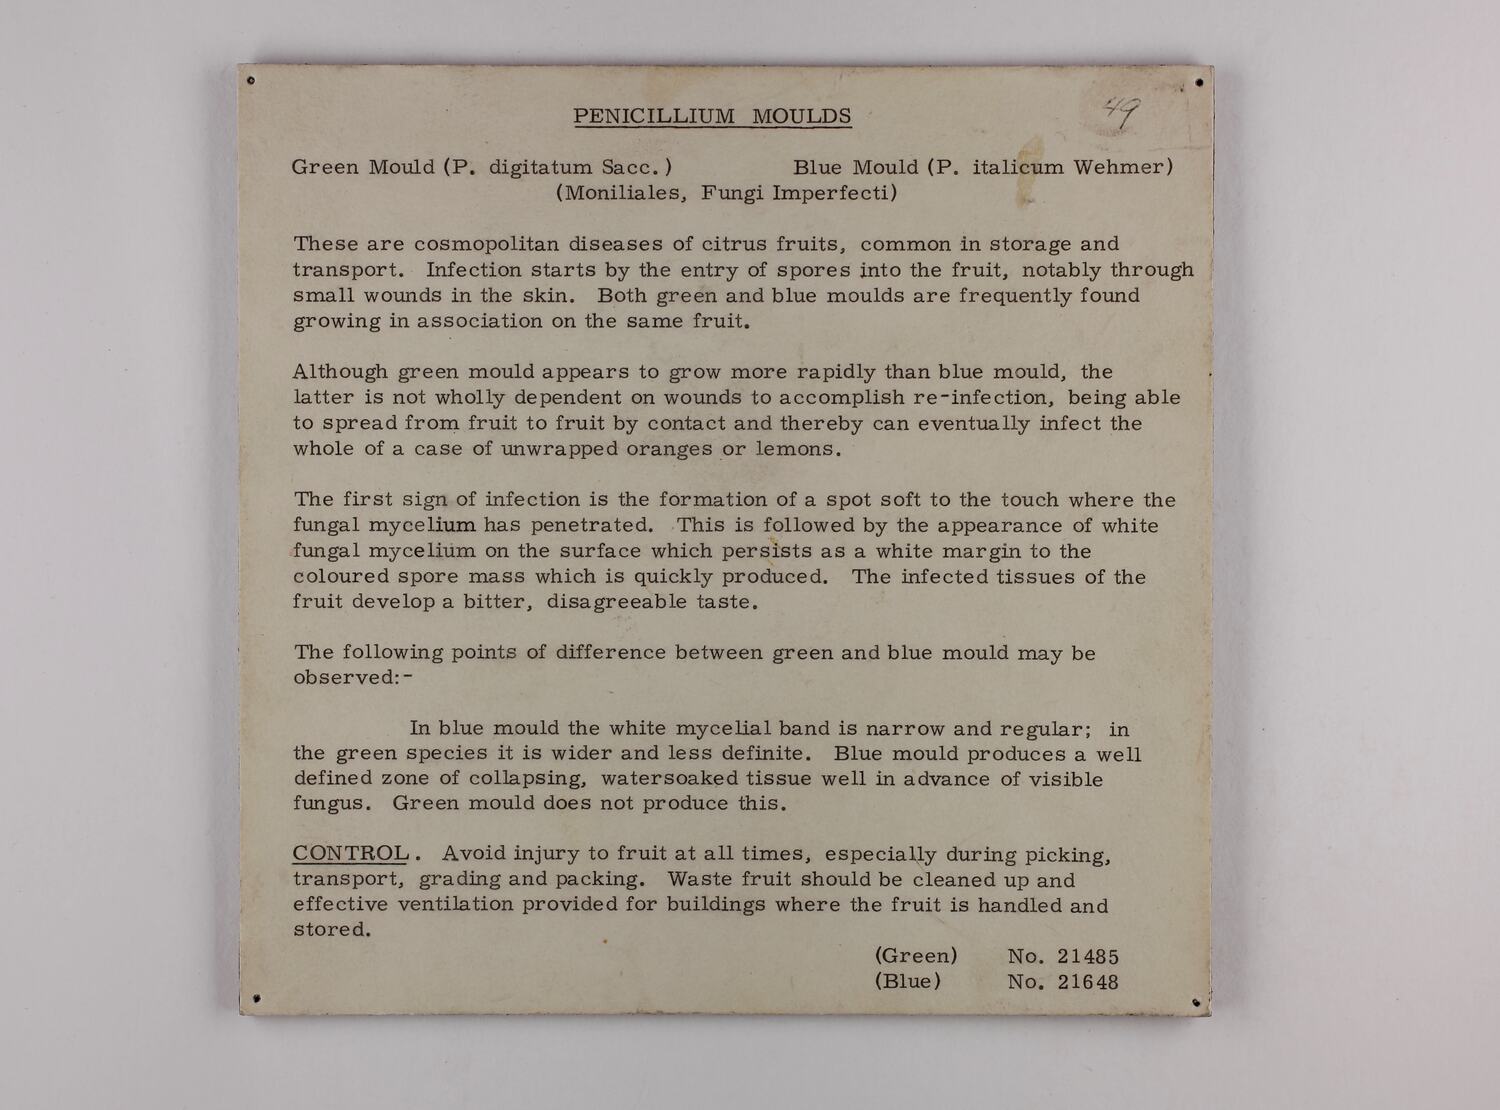 49
PENICILLIUM MOULDS
Green Mould (P. digitatum Sacc.) Blue Mould (P. italicum Wehmer)
(Moniliales, Fungi Imperfecti)
These are cosmopolitan diseases of citrus fruits, common in storage and
transport. Infection starts by the entry of spores into the fruit, notably through
small wounds in the skin. Both green and blue moulds are frequently found
growing in association on the same fruit.
Although green mould appears to grow more rapidly than blue mould, the
latter is not wholly dependent on wounds to accomplish re-infection, being able
to spread from fruit to fruit by contact and thereby can eventually infect the
whole of a case of unwrapped oranges or lemons.
The first sign of infection is the formation of a spot soft to the touch where the
fungal mycelium has penetrated. This is followed by the appearance of white
fungal mycelium on the surface which persists as a white margin to the
coloured spore mass which is quickly produced. The infected tissues of the
fruit develop a bitter, disagreeable taste.
The following points of difference between green and blue mould may be
observed:-
In blue mould the white mycelial band is narrow and regular; in
the green species it is wider and less definite. Blue mould produces a well
defined zone of collapsing, watersoaked tissue well in advance of visible
fungus. Green mould does not produce this.
CONTROL. Avoid injury to fruit at all times, especially during picking,
transport, grading and packing. Waste fruit should be cleaned up and
effective ventilation provided for buildings where the fruit is handled and
stored.
(Green) No. 21485
(Blue) No. 21648